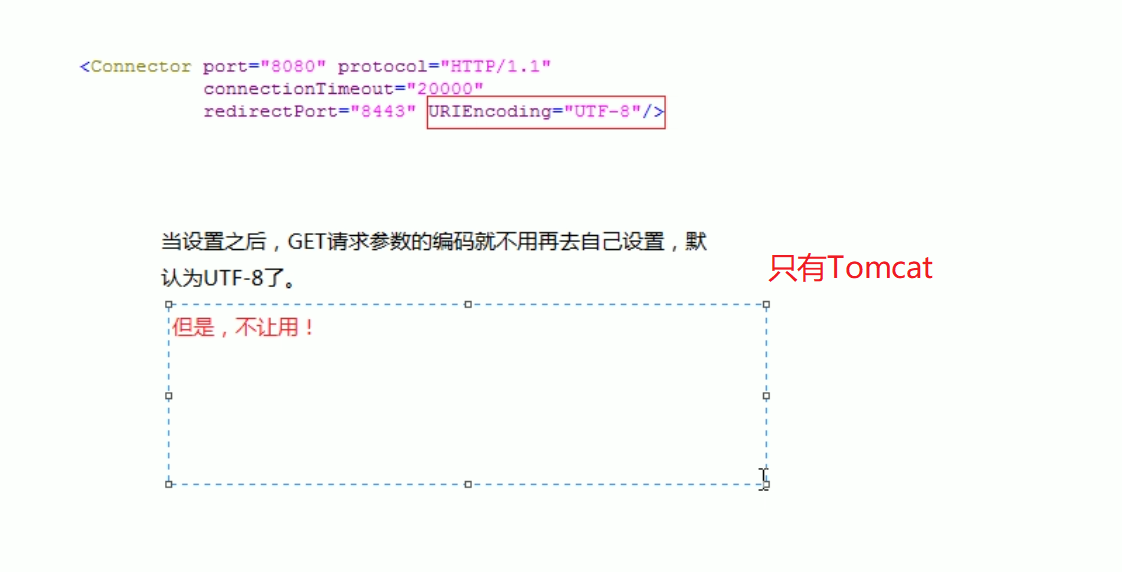 <Connector port="8080" protocol="HTTP/1.1"
connectionTimeout="20000"
redirectPort="8443" URIEncoding="UTF-8"/>
当设置之后，GET请求参数的编码就不用再去自己设置，默
认为UTF-8了。
只有Tomcat
但是，不让用！